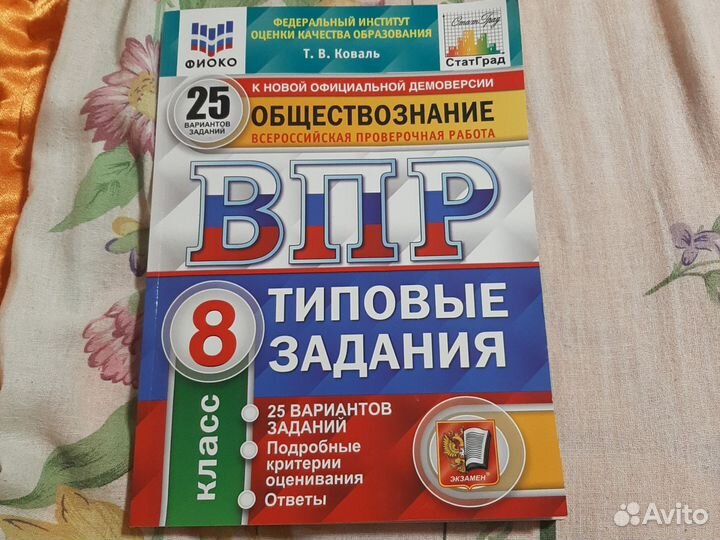 ФЕДЕРАЛЬНЫЙ ИНСТИТУТ
ОЦЕНКИ КАЧЕСТВА ОБРАЗОВАНИЯ
Т. В. Коваль
ФИОКО
СтатГрад
СтатГрад
К НОВОЙ ОФИЦИАЛЬНОЙ ДЕМОВЕРСИИ
25
ВАРИАНТОВ
ЗАДАНИЙ
ОБЩЕСТВОЗНАНИЕ
ВСЕРОССИЙСКАЯ ПРОВЕРОЧНАЯ РАБОТА
ВПР
8
КЛАСС
ТИПОВЫЕ
ЗАДАНИЯ
25 ВАРИАНТОВ
ЗАДАНИЙ
Подробные
критерии
оценивания
Ответы
ЭКЗАМЕН
Avito